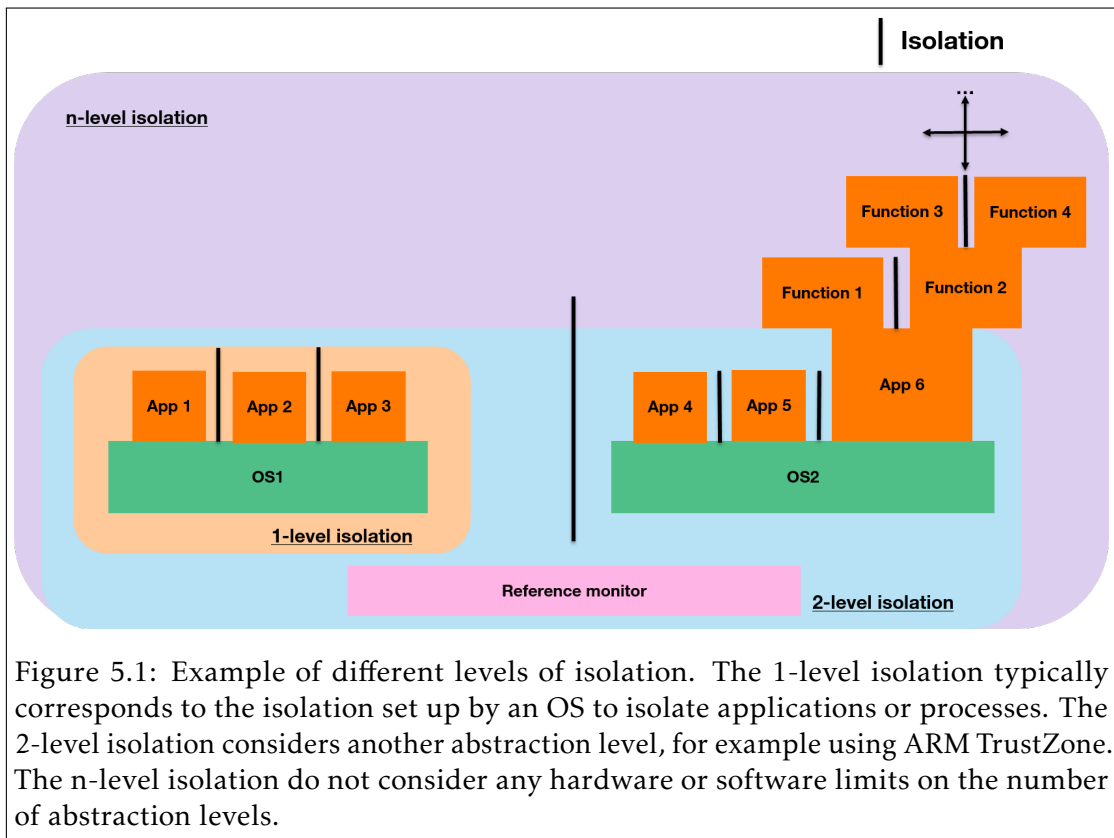 Isolation
n-level isolation
...
Function 3
Function 4
Function 1
Function 2
App 1
App 2
App 3
App 4
App 5
App 6
OS1
OS2
1-level isolation
Reference monitor
2-level isolation
Figure 5.1: Example of different levels of isolation. The 1-level isolation typically
corresponds to the isolation set up by an OS to isolate applications or processes. The
2-level isolation considers another abstraction level, for example using ARM TrustZone.
The n-level isolation do not consider any hardware or software limits on the number
of abstraction levels.